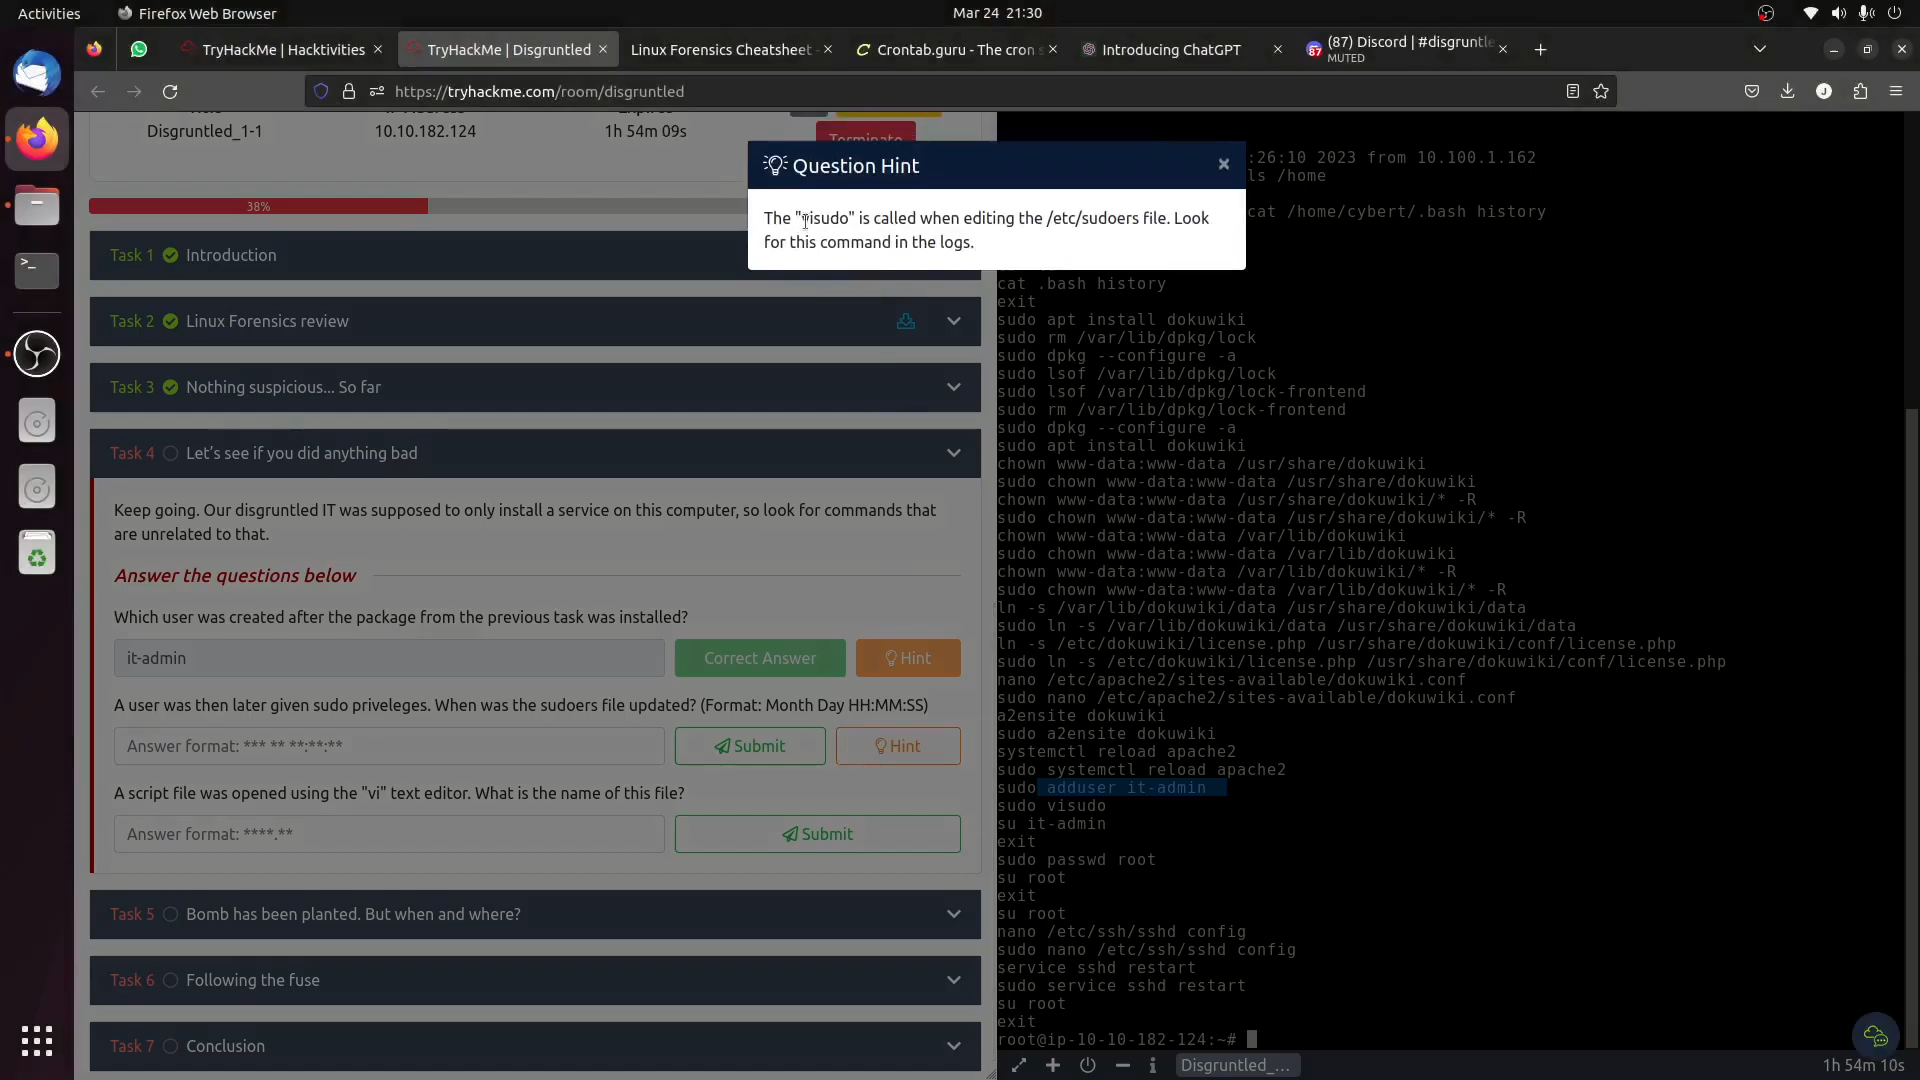 Activities
Firefox Web Browser
Mar 24 21:30
TryHackMe | Hacktivities
TryHackMe | Disgruntled
Linux Forensics Cheatsheet -
Crontab.guru - The cron s
Introducing ChatGPT
(87) Discord | #disgruntle
MUTED
https://tryhackme.com/room/disgruntled
Disgruntled_1-1
10.10.182.124
1h 54m 09s
Terminate
38%
Question Hint
The "visudo" is called when editing the /etc/sudoers file. Look
for this command in the logs.
Task 1 Introduction
Task 2 Linux Forensics review
Task 3 Nothing suspicious... So far
Task 4 Let's see if you did anything bad
Keep going. Our disgruntled IT was supposed to only install a service on this computer, so look for commands that
are unrelated to that.
Answer the questions below
Which user was created after the package from the previous task was installed?
it-admin
Correct Answer
Hint
A user was then later given sudo priveleges. When was the sudoers file updated? (Format: Month Day HH:MM:SS)
Answer format: *** ** **:**:**
Submit
Hint
A script file was opened using the "vi" text editor. What is the name of this file?
Answer format: ****.**
Submit
Task 5 Bomb has been planted. But when and where?
Task 6 Following the fuse
Task 7 Conclusion
:26:10 2023 from 10.100.1.162
ls /home
cat /home/cybert/.bash history
cat .bash history
exit
sudo apt install dokuwiki
sudo rm /var/lib/dpkg/lock
sudo dpkg --configure -a
sudo lsof /var/lib/dpkg/lock
sudo lsof /var/lib/dpkg/lock-frontend
sudo rm /var/lib/dpkg/lock-frontend
sudo dpkg --configure -a
sudo apt install dokuwiki
chown www-data:www-data /usr/share/dokuwiki
sudo chown www-data:www-data /usr/share/dokuwiki
chown www-data:www-data /usr/share/dokuwiki/* -R
sudo chown www-data:www-data /usr/share/dokuwiki/* -R
chown www-data:www-data /var/lib/dokuwiki
sudo chown www-data:www-data /var/lib/dokuwiki
chown www-data:www-data /var/lib/dokuwiki/* -R
sudo chown www-data:www-data /var/lib/dokuwiki/* -R
ln -s /var/lib/dokuwiki/data /usr/share/dokuwiki/data
sudo ln -s /var/lib/dokuwiki/data /usr/share/dokuwiki/data
ln -s /etc/dokuwiki/license.php /usr/share/dokuwiki/conf/license.php
sudo ln -s /etc/dokuwiki/license.php /usr/share/dokuwiki/conf/license.php
nano /etc/apache2/sites-available/dokuwiki.conf
sudo nano /etc/apache2/sites-available/dokuwiki.conf
a2ensite dokuwiki
sudo a2ensite dokuwiki
systemctl reload apache2
sudo systemctl reload apache2
sudo adduser it-admin
sudo visudo
su it-admin
exit
sudo passwd root
su root
exit
su root
nano /etc/ssh/sshd config
sudo nano /etc/ssh/sshd config
service sshd restart
sudo service sshd restart
su root
exit
root@ip-10-10-182-124:~#
Disgruntled_...
1h 54m 10s